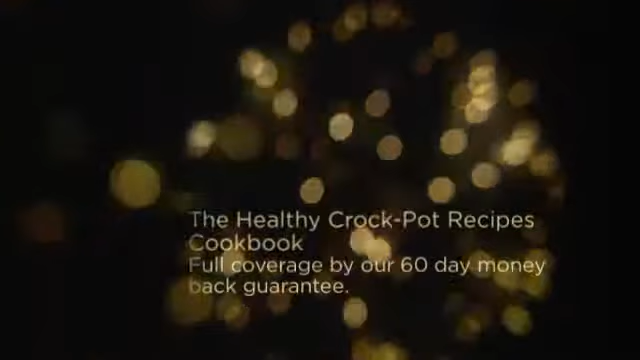 The Healthy Crock-Pot Recipes
Cookbook
Full coverage by our 60 day money
back guarantee.